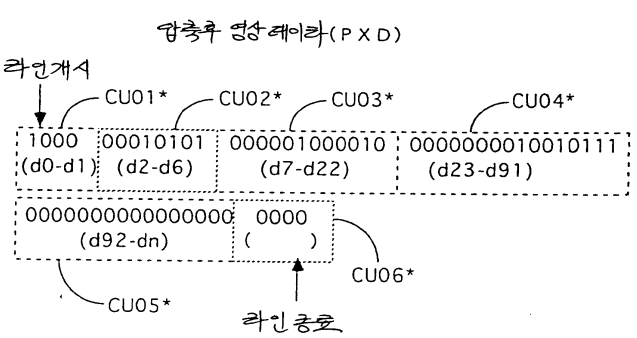 압축후 영상 데이타(PXD)
라인개시
CU01* CU02* CU03* CU04*
1000 00010101 000001000010 0000000010010111
(d0-d1) (d2-d6) (d7-d22) (d23-d91)
0000000000000000 0000
(d92-dn) ( )
CU06*
CU05*
라인종료